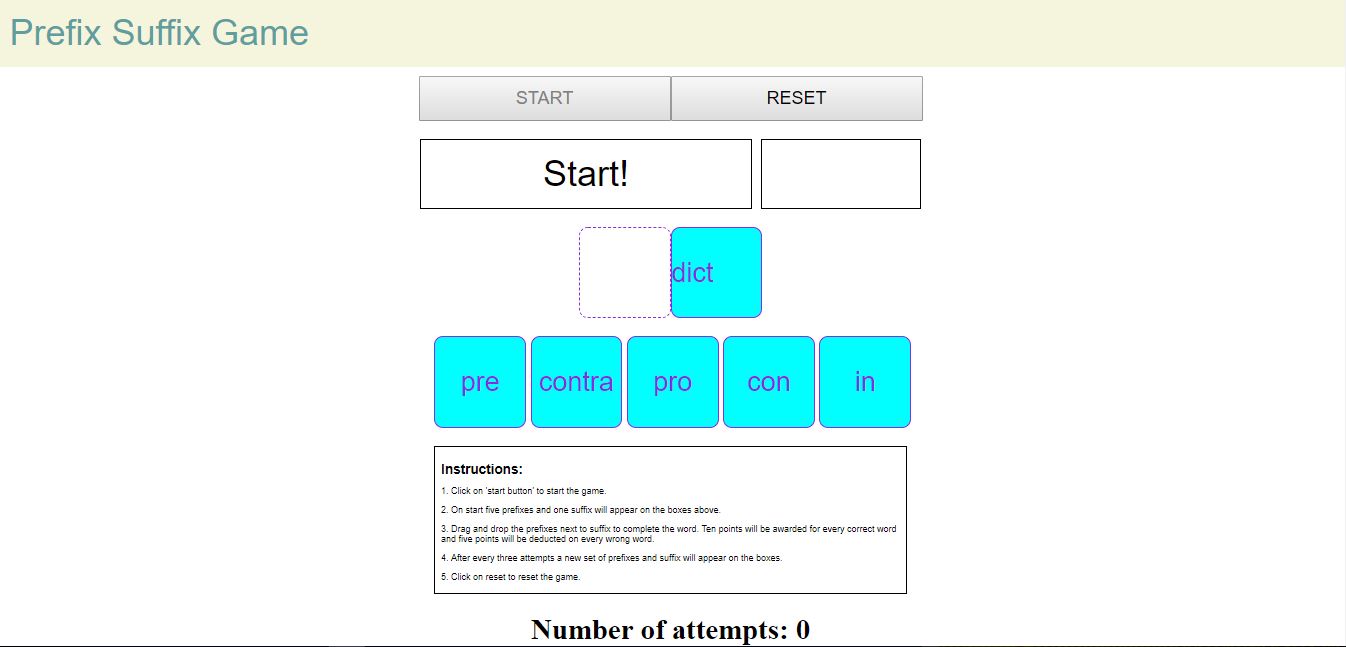 Prefix Suffix Game
START RESET
Start!
dict
pre contra pro con in
Instructions:
1. Click on 'start button' to start the game.
2. On start five prefixes and one suffix will appear on the boxes above.
3. Drag and drop the prefixes next to suffix to complete the word. Ten points will be awarded for every correct word
and five points will be deducted on every wrong word.
4. After every three attempts a new set of prefixes and suffix will appear on the boxes.
5. Click on reset to reset the game.
Number of attempts: 0